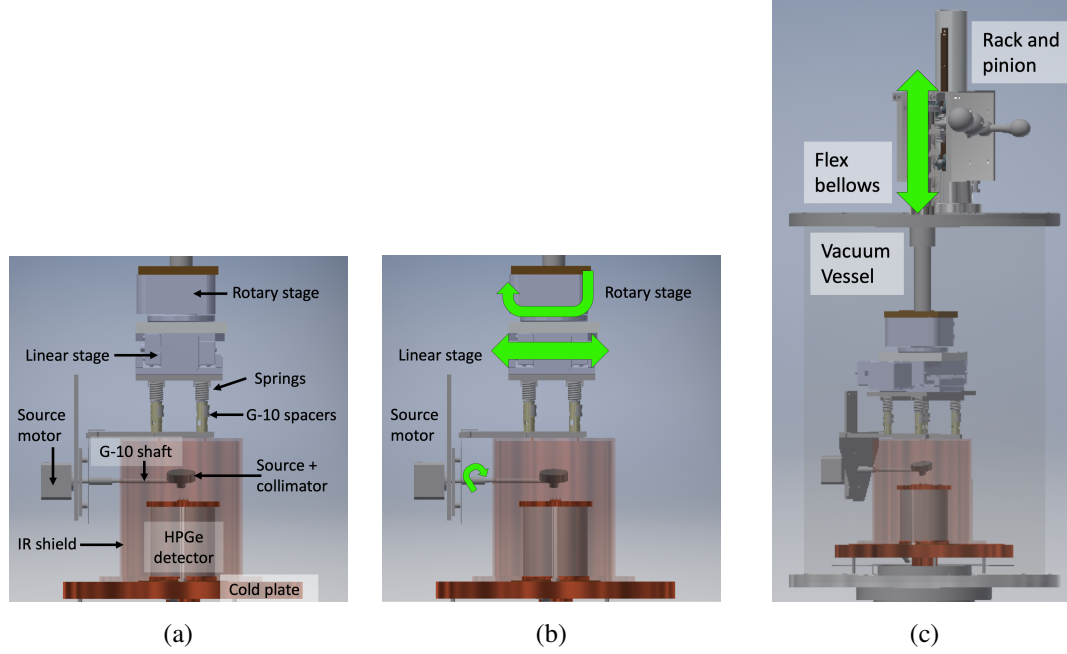 Rotary stage
Linear stage
Springs
G-10 spacers
Source
motor
G-10 shaft
Source +
collimator
IR shield
HPGe
detector
Cold plate
(a)
Rotary stage
Linear stage
Source
motor
(b)
Rack and
pinion
Flex
bellows
Vacuum
Vessel
(c)